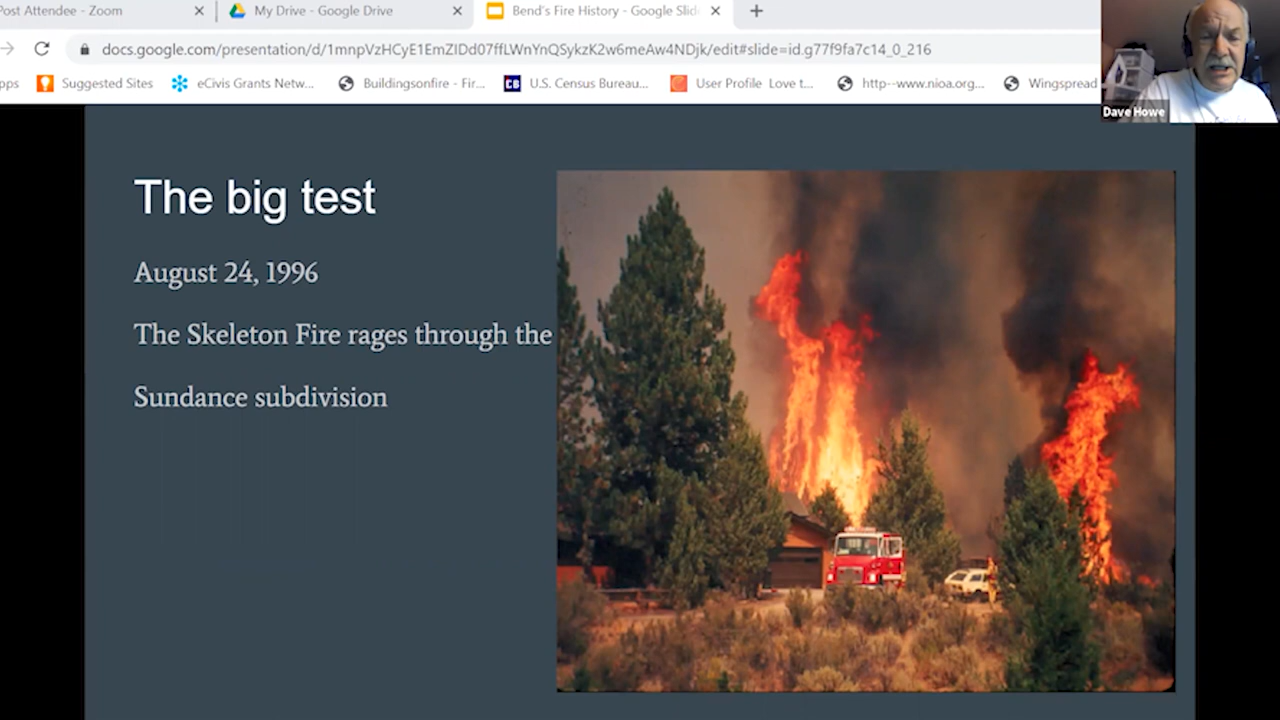 Post Attendee - Zoom
My Drive - Google Drive
Bend's Fire History - Google Slid
docs.google.com/presentation/d/1mnpVzHCyE1EmZIDd07ffLWnYnQSykzK2w6meAw4NDjk/edit#slide=id.g77f9fa7c14_0_216
pps
Suggested Sites
eCivis Grants Netw...
Buildingsonfire - Fir...
CB
U.S. Census Bureau...
User Profile Love t...
http--www.nioa.org...
Wingspread
Dave Howe
The big test
August 24, 1996
The Skeleton Fire rages through the
Sundance subdivision